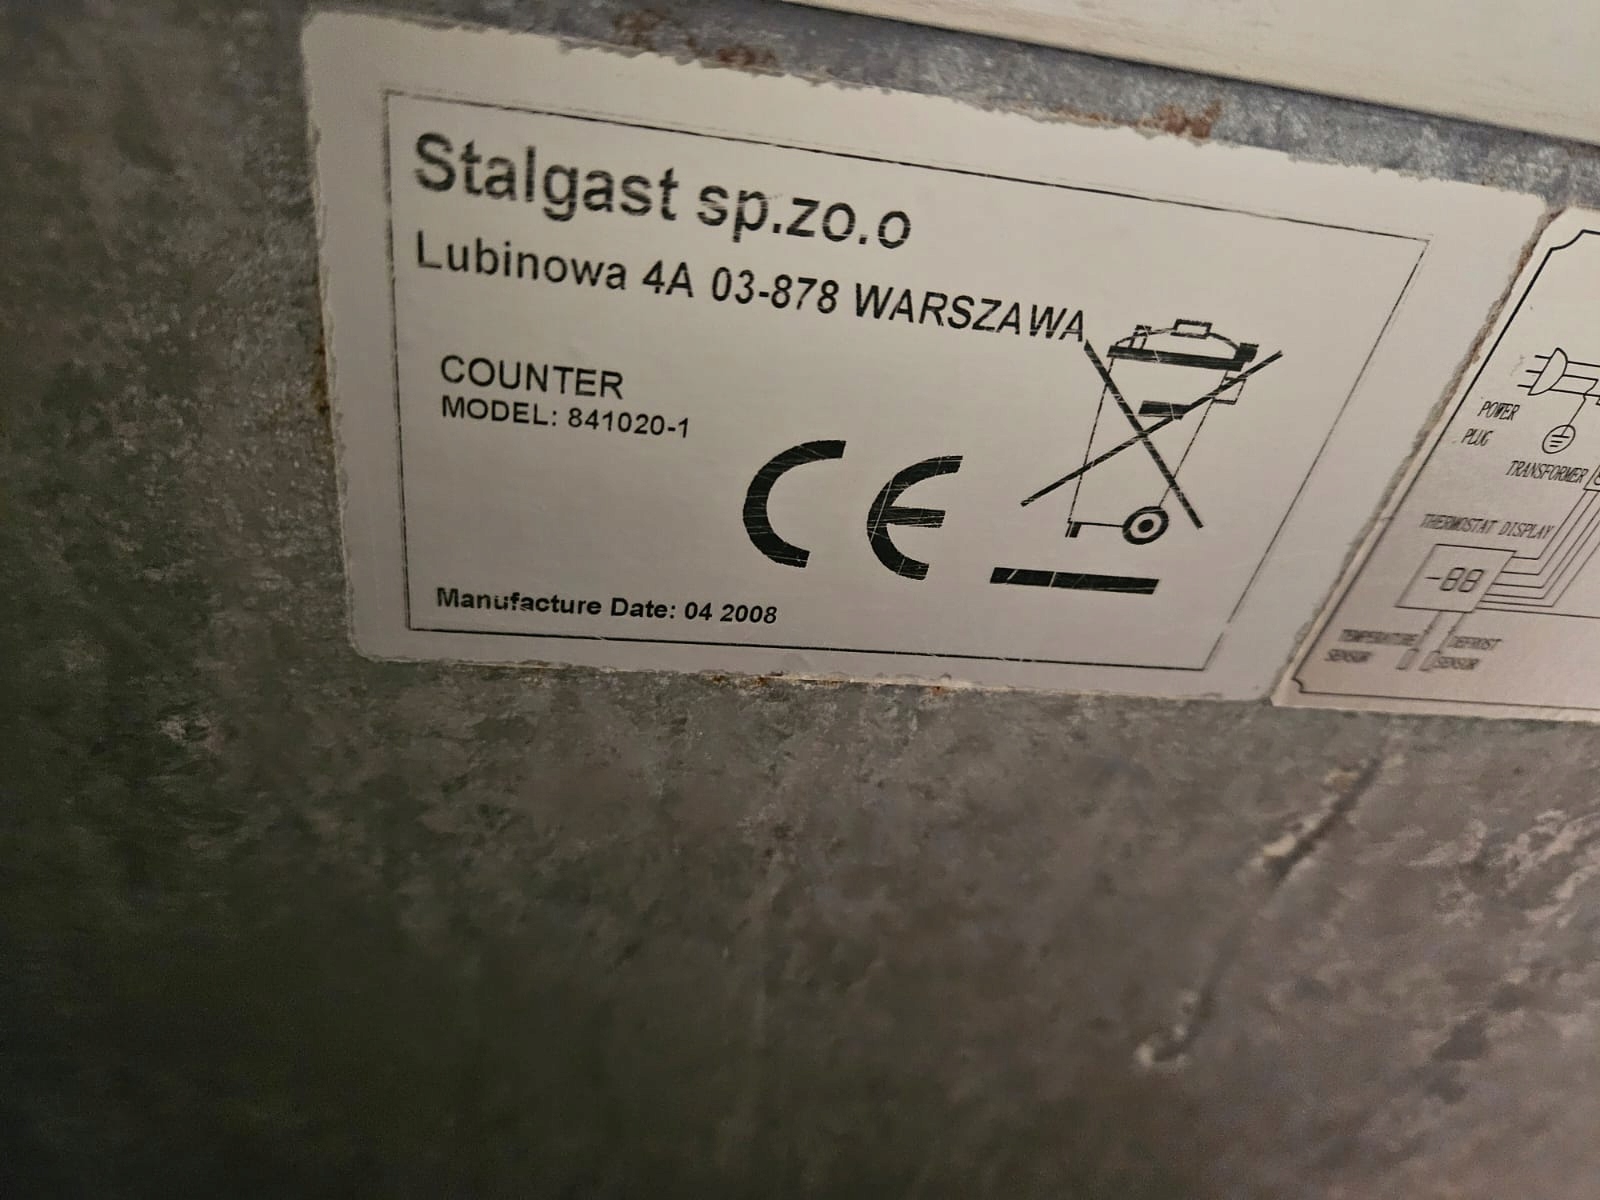 Stalgast sp.zo.o
Lubinowa 4A 03-878 WARSZAWA
COUNTER
MODEL: 841020-1
CE
Manufacture Date: 04 2008
POWER
PLUG
TRANSFORMER
THERMOSTAT DISPLAY
-88
TEMPERATURE
SENSOR
DEFROST
SENSOR